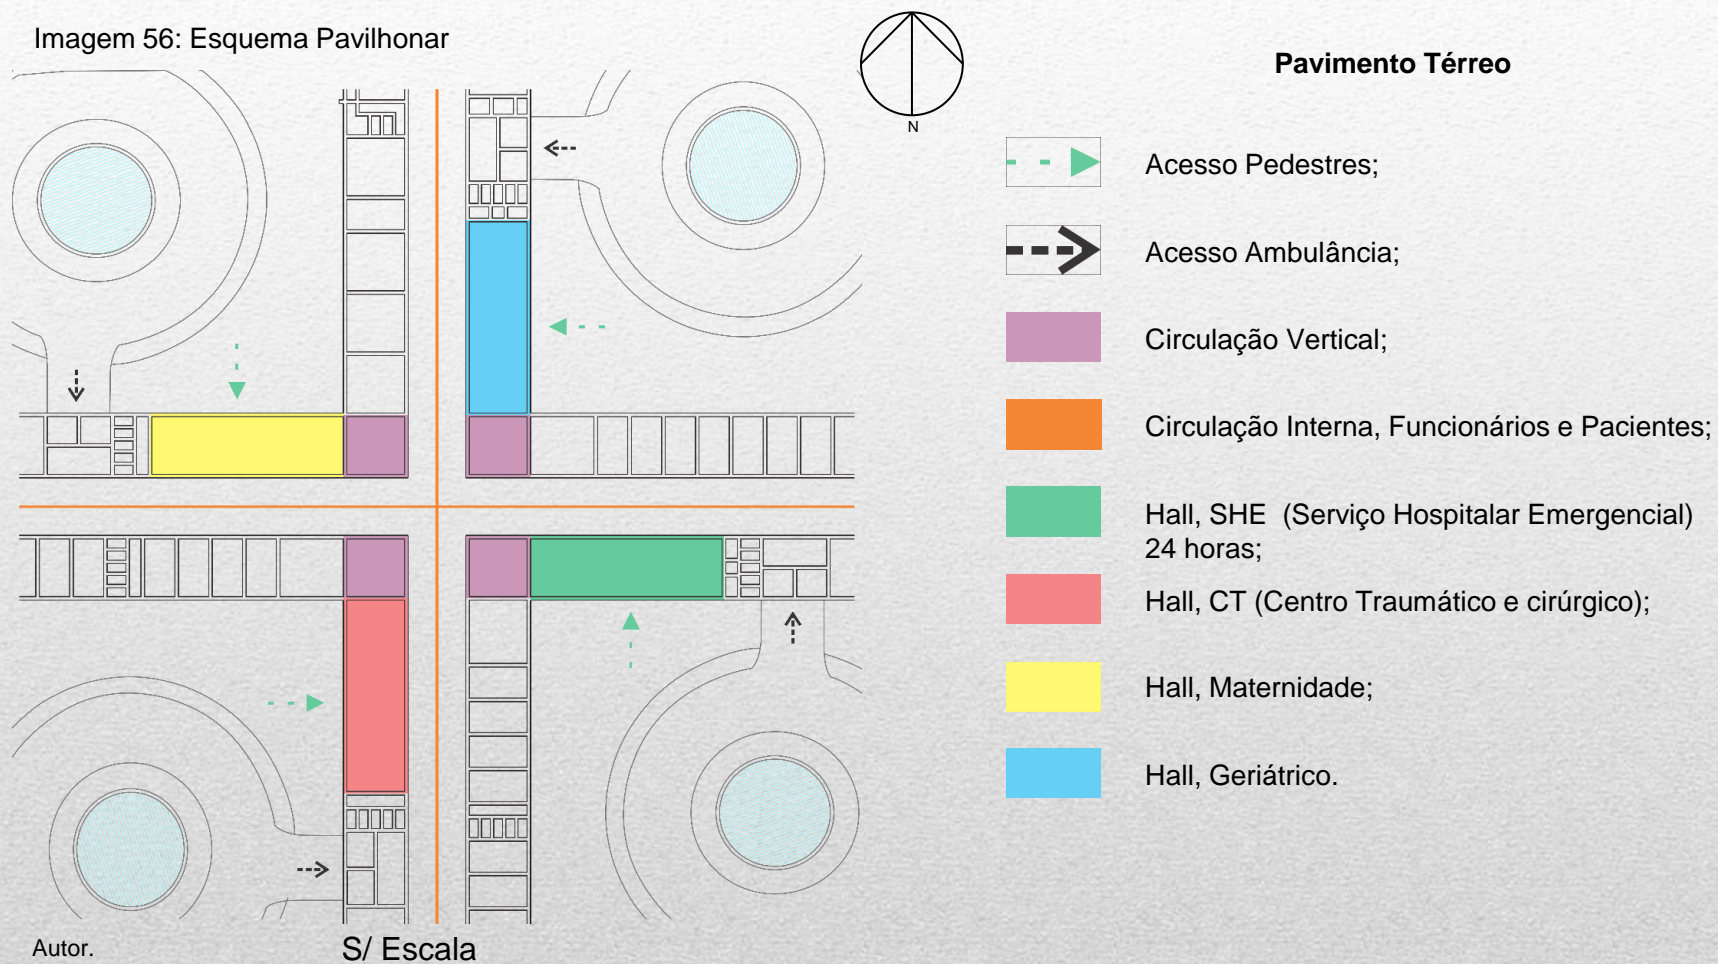 Imagem 56: Esquema Pavilhonar
N
Pavimento Térreo
Acesso Pedestres;
Acesso Ambulância;
Circulação Vertical;
Circulação Interna, Funcionários e Pacientes;
Hall, SHE (Serviço Hospitalar Emergencial)
24 horas;
Hall, CT (Centro Traumático e cirúrgico);
Hall, Maternidade;
Hall, Geriátrico.
Autor.
S/ Escala